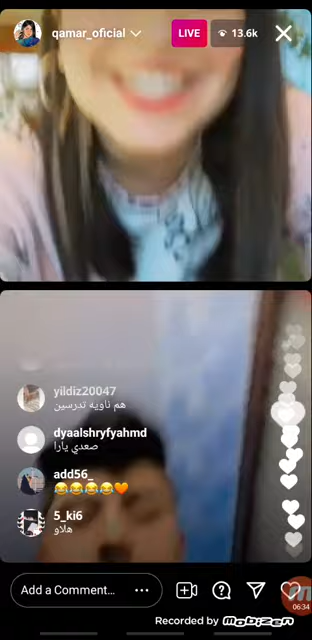 qamar_oficial
LIVE
13.6k
yildiz20047
هم ناويه تدرسين
dyaalshryfyahmd
صعدي يارا
add56_
😂😂😂😂🧡
5_ki6
هلاو
Add a Comment...
06:34
Recorded by Mobizen